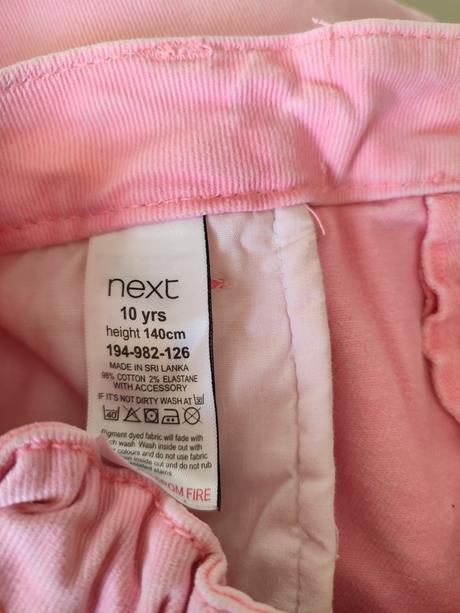 next
10 yrs
height 140cm
194-982-126
MADE IN SRI LANKA
98% COTTON 2% ELASTANE
WITH ACCESSORY
IF IT'S NOT DIRTY WASH AT 30
40
Pigment dyed fabric will fade with
wash. Wash inside out with
colours and do not use fabric
inside out and do not rub
stains.
FIRE